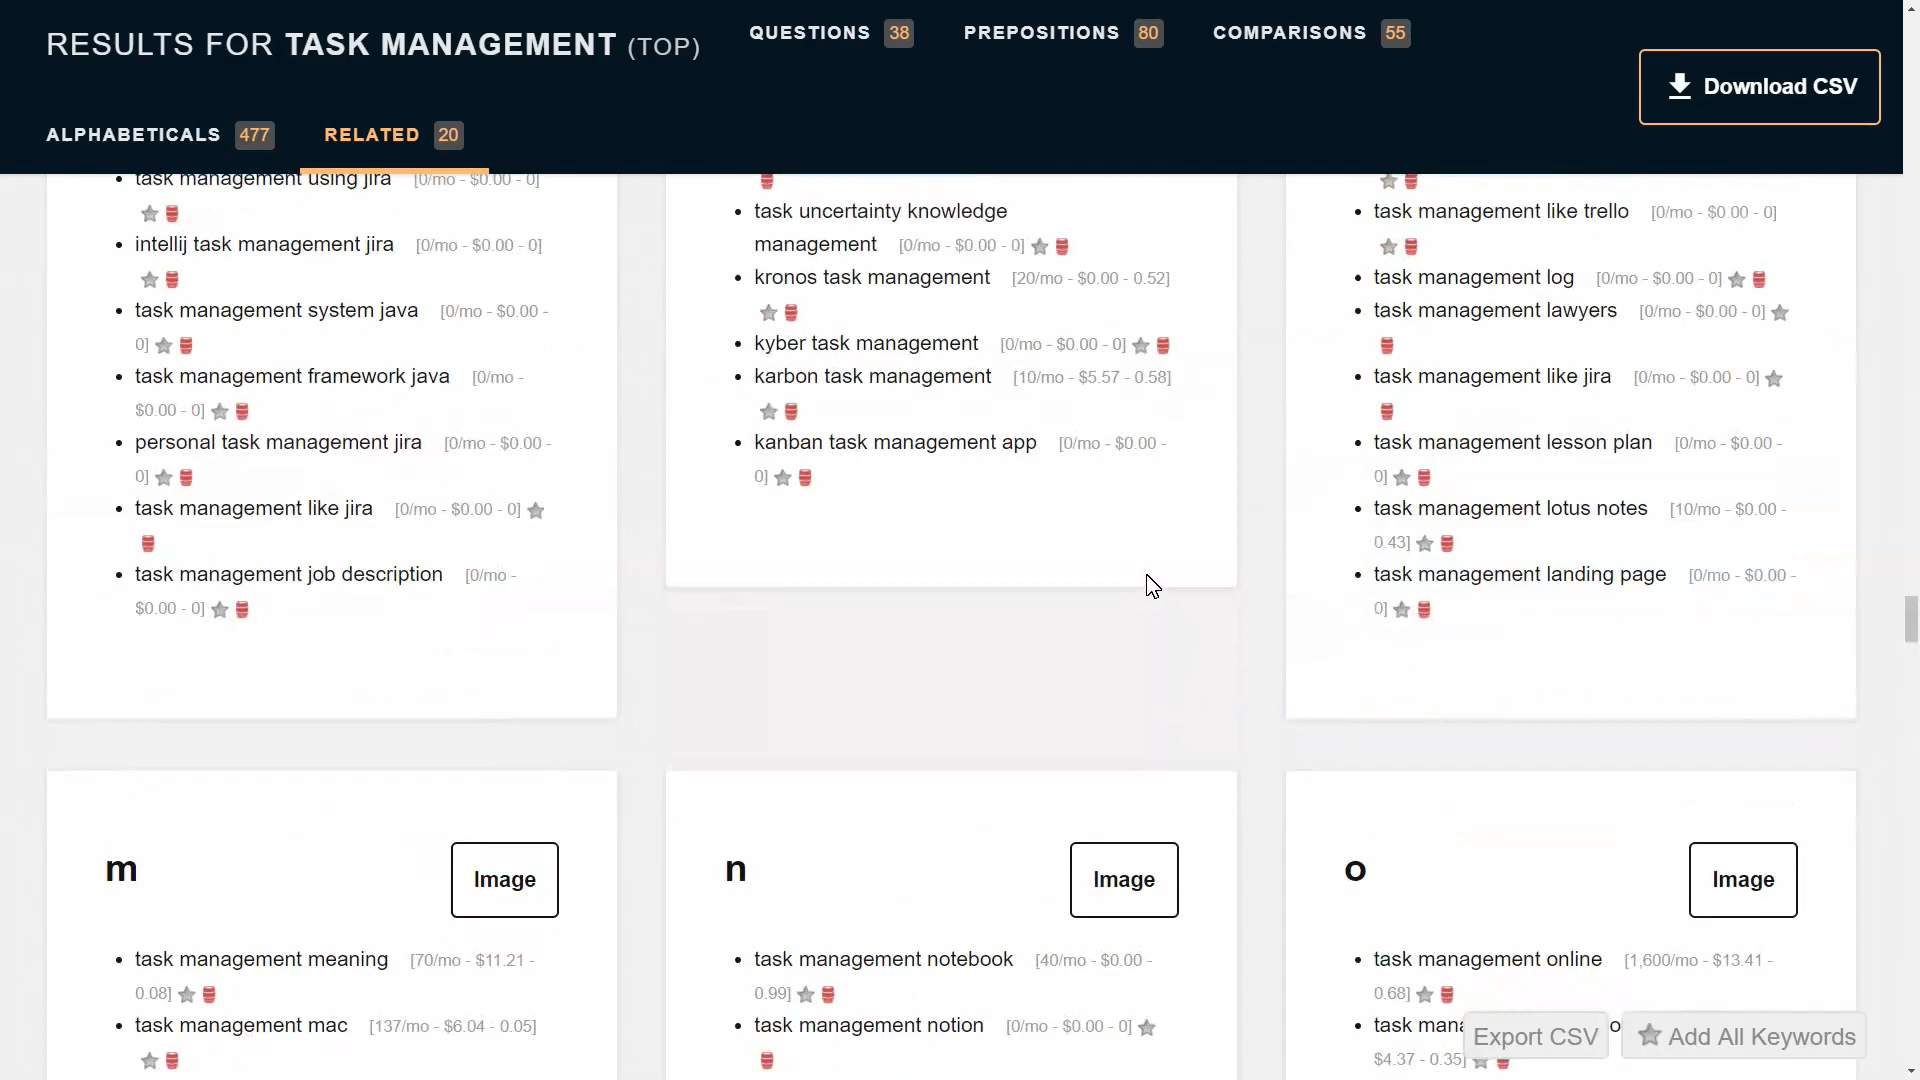 RESULTS FOR TASK MANAGEMENT (TOP)
QUESTIONS 38
PREPOSITIONS 80
COMPARISONS 55
Download CSV
ALPHABETICALS 477
RELATED 20
task management using jira [0/mo - $0.00 - 0]
intellij task management jira [0/mo - $0.00 - 0]
task management system java [0/mo - $0.00 -
0]
task management framework java [0/mo -
$0.00 - 0]
personal task management jira [0/mo - $0.00 -
0]
task management like jira [0/mo - $0.00 - 0]
task management job description [0/mo -
$0.00 - 0]
task uncertainty knowledge
management [0/mo - $0.00 - 0]
kronos task management [20/mo - $0.00 - 0.52]
kyber task management [0/mo - $0.00 - 0]
karbon task management [10/mo - $5.57 - 0.58]
kanban task management app [0/mo - $0.00 -
0]
task management like trello [0/mo - $0.00 - 0]
task management log [0/mo - $0.00 - 0]
task management lawyers [0/mo - $0.00 - 0]
task management like jira [0/mo - $0.00 - 0]
task management lesson plan [0/mo - $0.00 -
0]
task management lotus notes [10/mo - $0.00 -
0.43]
task management landing page [0/mo - $0.00 -
0]
m
Image
task management meaning [70/mo - $11.21 -
0.08]
task management mac [137/mo - $6.04 - 0.05]
n
Image
task management notebook [40/mo - $0.00 -
0.99]
task management notion [0/mo - $0.00 - 0]
o
Image
task management online [1,600/mo - $13.41 -
0.68]
task
$4.37 - 0.35]
Export CSV
Add All Keywords